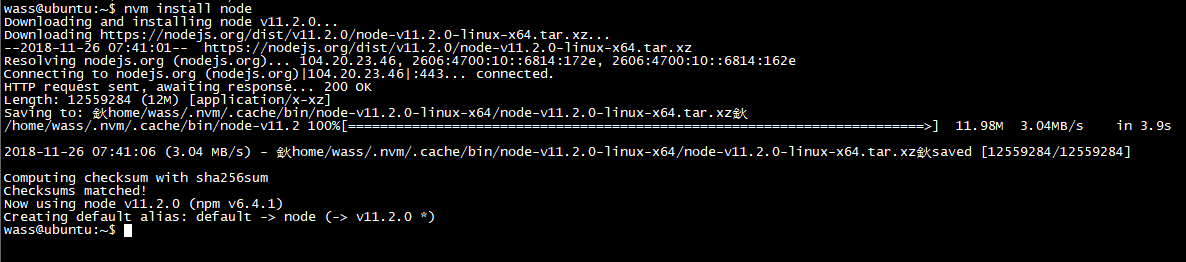 wass@ubuntu:~$ nvm install node
Downloading and installing node v11.2.0...
Downloading https://nodejs.org/dist/v11.2.0/node-v11.2.0-linux-x64.tar.xz...
--2018-11-26 07:41:01--  https://nodejs.org/dist/v11.2.0/node-v11.2.0-linux-x64.tar.xz
Resolving nodejs.org (nodejs.org)... 104.20.23.46, 2606:4700:10::6814:172e, 2606:4700:10::6814:162e
Connecting to nodejs.org (nodejs.org)|104.20.23.46|:443... connected.
HTTP request sent, awaiting response... 200 OK
Length: 12559284 (12M) [application/x-xz]
Saving to: 鈥home/wass/.nvm/.cache/bin/node-v11.2.0-linux-x64/node-v11.2.0-linux-x64.tar.xz鈥
/home/wass/.nvm/.cache/bin/node-v11.2 100%[========================================================================>]  11.98M  3.04MB/s    in 3.9s
2018-11-26 07:41:06 (3.04 MB/s) - 鈥home/wass/.nvm/.cache/bin/node-v11.2.0-linux-x64/node-v11.2.0-linux-x64.tar.xz鈥saved [12559284/12559284]
Computing checksum with sha256sum
Checksums matched!
Now using node v11.2.0 (npm v6.4.1)
Creating default alias: default -> node (-> v11.2.0 *)
wass@ubuntu:~$